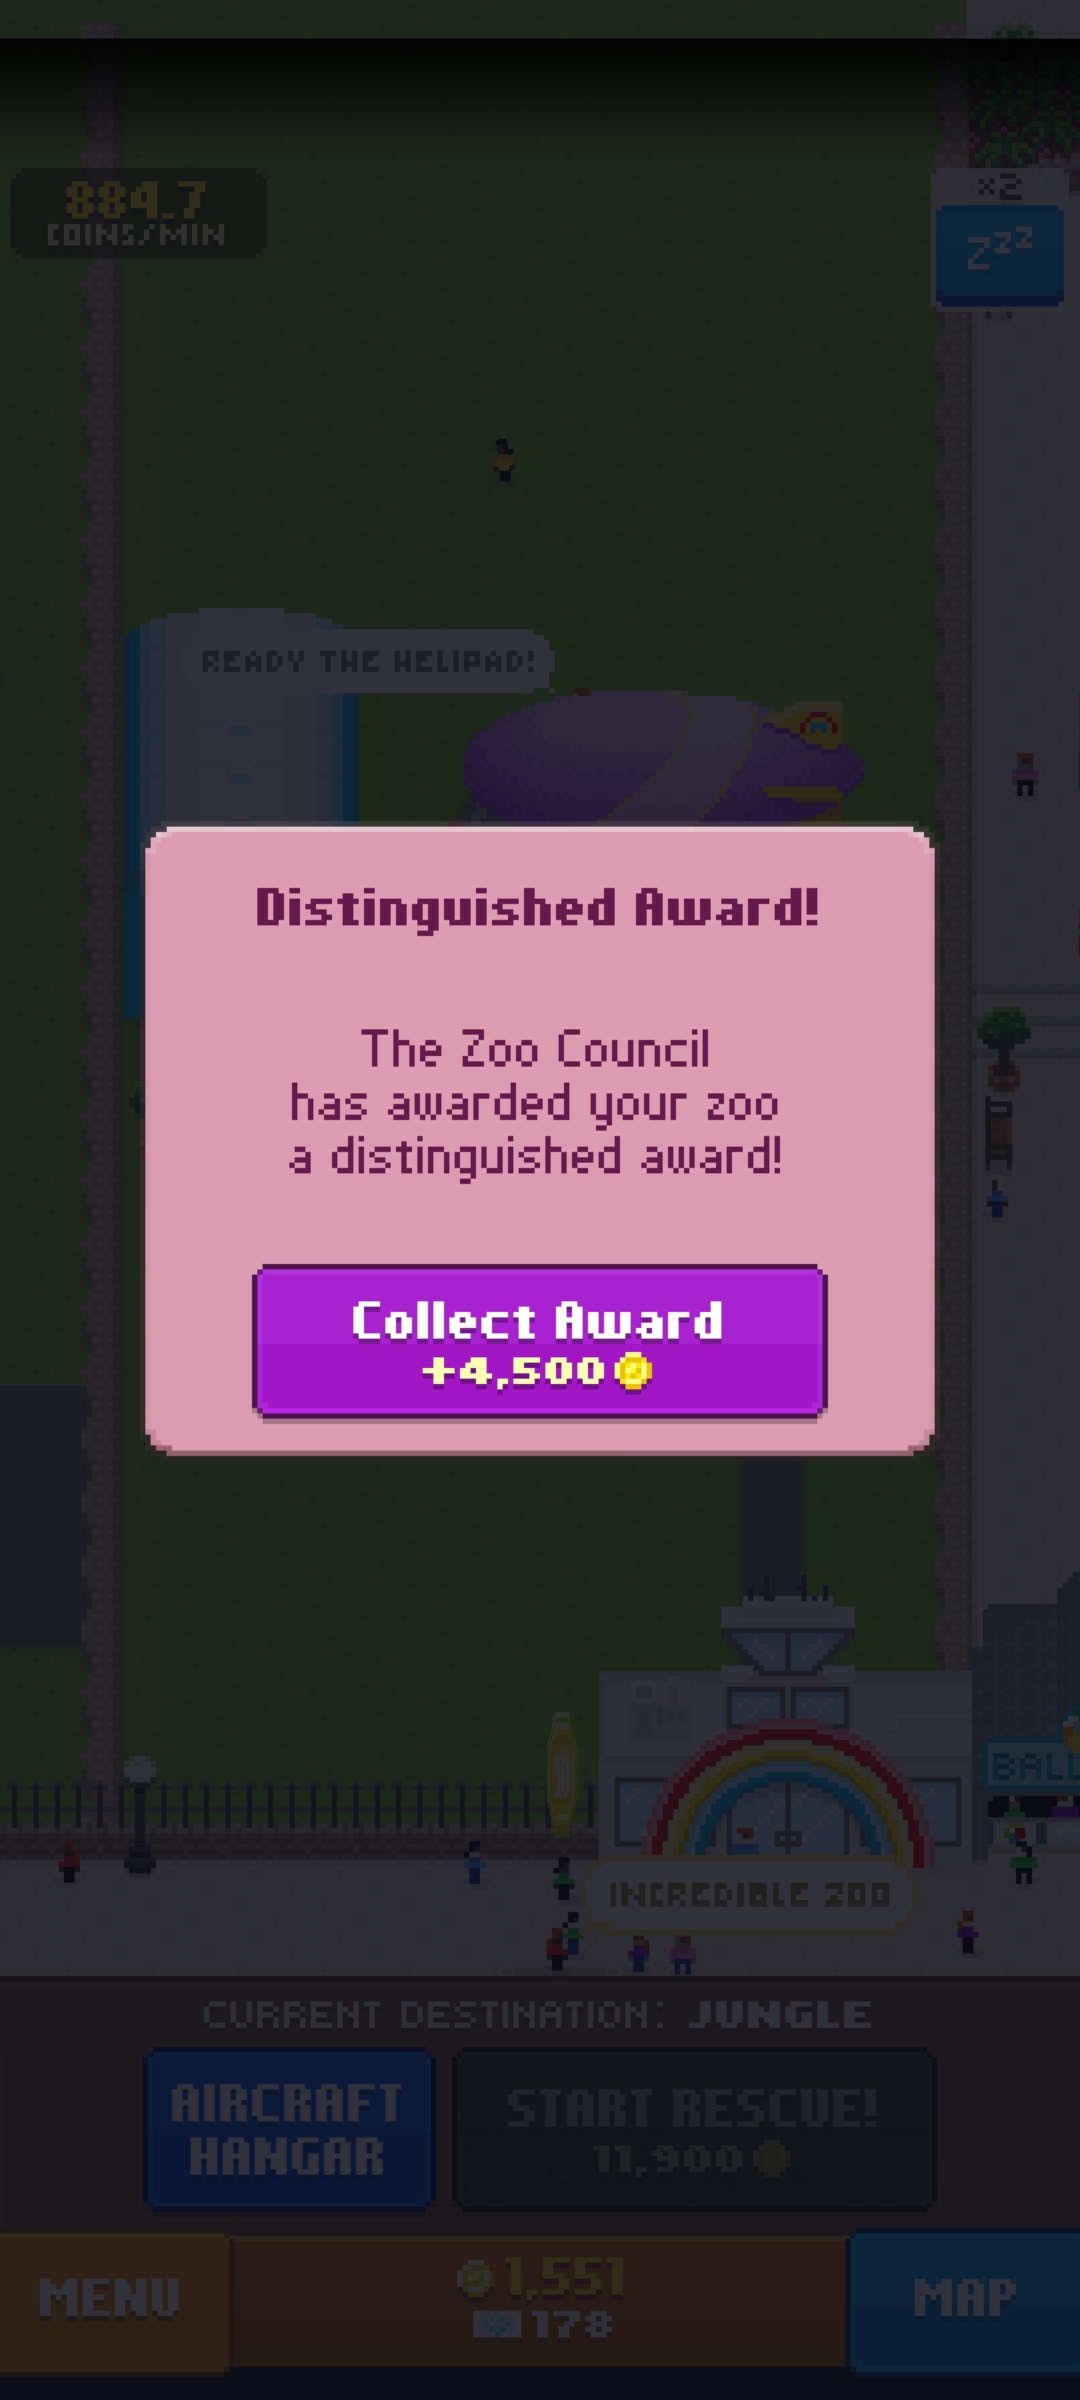 884.7
COINS/MIN
x2
zzz
READY THE HELIPAD!
Distinguished Award!
The Zoo Council
has awarded your zoo
a distinguished award!
Collect Award
+4,500
BALL
INCREDIBLE ZOO
CURRENT DESTINATION: JUNGLE
AIRCRAFT
HANGAR
START RESCUE!
11,900
MENU
1,551
178
MAP